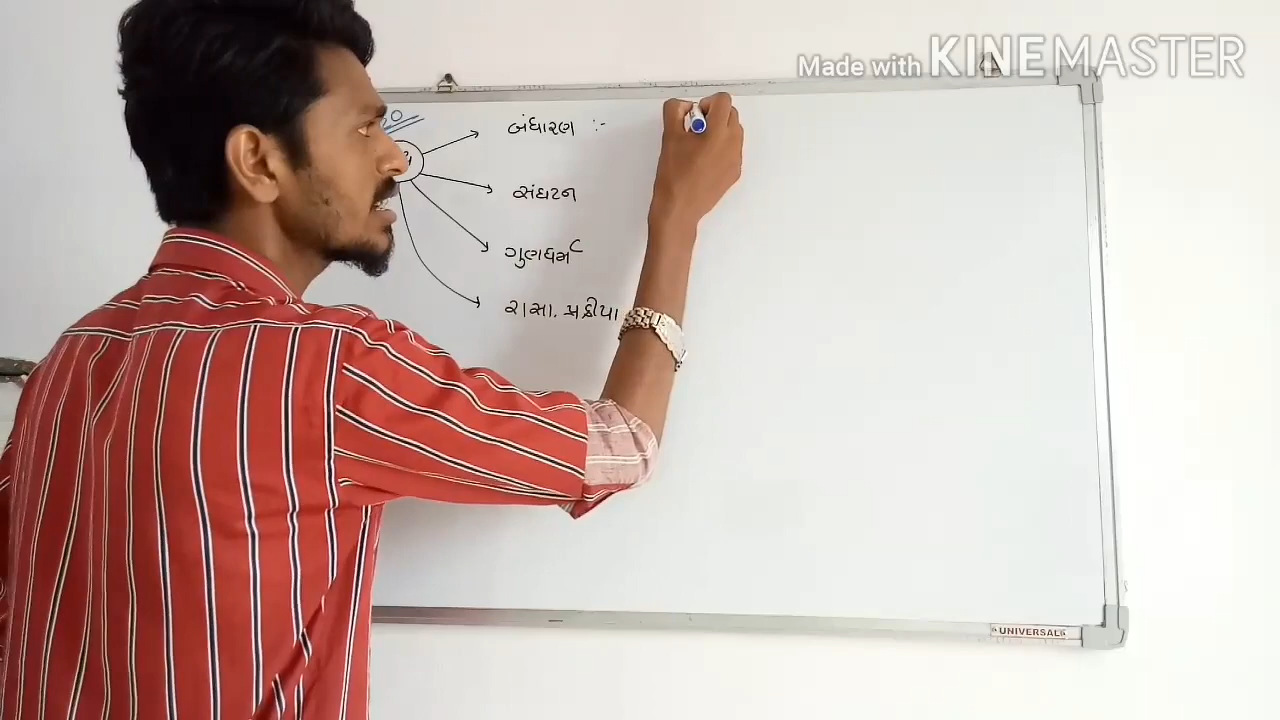 Made with KINEMASTER
બંધારણ :-
સંઘટન
ગુણધર્મ
રાસા. પ્રક્રીયા
UNIVERSAL